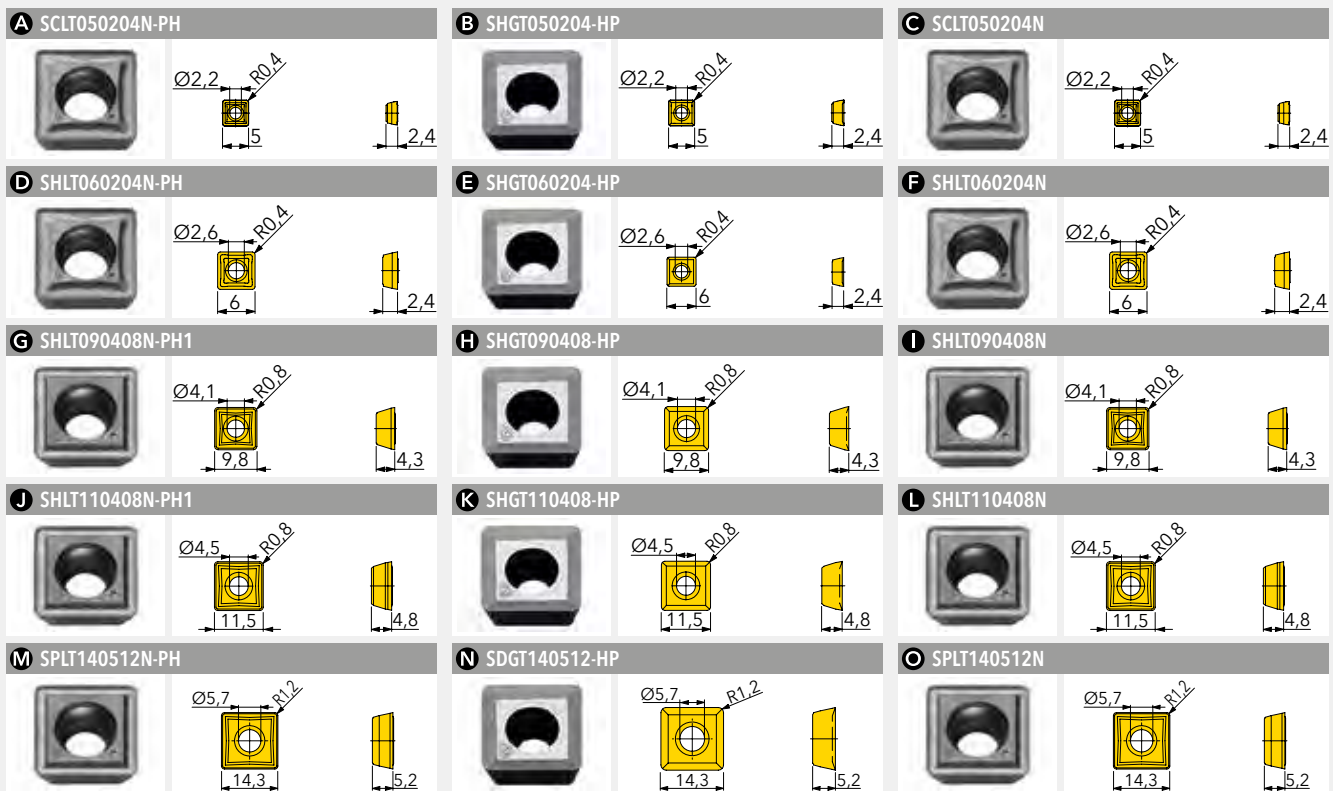 A SCLT050204N-PH
Ø2,2
R0,4
5
2,4
B SHGT050204-HP
Ø2,2
R0,4
5
2,4
C SCLT050204N
Ø2,2
R0,4
5
2,4
D SHLT060204N-PH
Ø2,6
R0,4
6
2,4
E SHGT060204-HP
Ø2,6
R0,4
6
2,4
F SHLT060204N
Ø2,6
R0,4
6
2,4
G SHLT090408N-PH1
Ø4,1
R0,8
9,8
4,3
H SHGT090408-HP
Ø4,1
R0,8
9,8
4,3
I SHLT090408N
Ø4,1
R0,8
9,8
4,3
J SHLT110408N-PH1
Ø4,5
R0,8
11,5
4,8
K SHGT110408-HP
Ø4,5
R0,8
11,5
4,8
L SHLT110408N
Ø4,5
R0,8
11,5
4,8
M SPLT140512N-PH
Ø5,7
R1,2
14,3
5,2
N SDGT140512-HP
Ø5,7
R1,2
14,3
5,2
O SPLT140512N
Ø5,7
R1,2
14,3
5,2